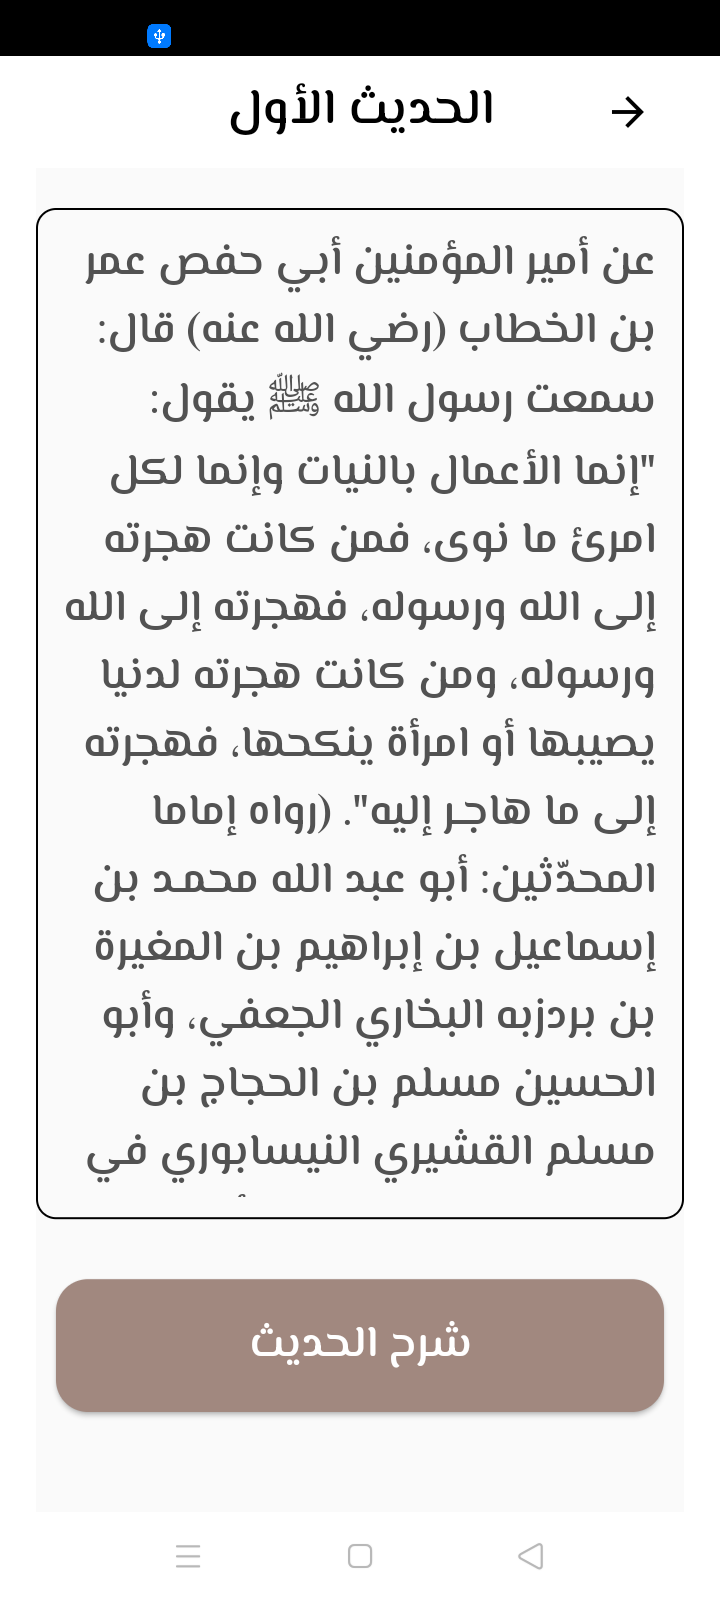 الحديث الأول
عن أمير المؤمنين أبي حفص عمر
بن الخطاب (رضي الله عنه) قال:
سمعت رسول الله ﷺ يقول:
"إنما الأعمال بالنيات وإنما لكل
امرئ ما نوى، فمن كانت هجرته
إلى الله ورسوله، فهجرته إلى الله
ورسوله، ومن كانت هجرته لدنيا
يصيبها أو امرأة ينكحها، فهجرته
إلى ما هاجر إليه". (رواه إماما
المحدّثين: أبو عبد الله محمد بن
إسماعيل بن إبراهيم بن المغيرة
بن بردزبه البخاري الجعفي، وأبو
الحسين مسلم بن الحجاج بن
مسلم القشيري النيسابوري في
شرح الحديث